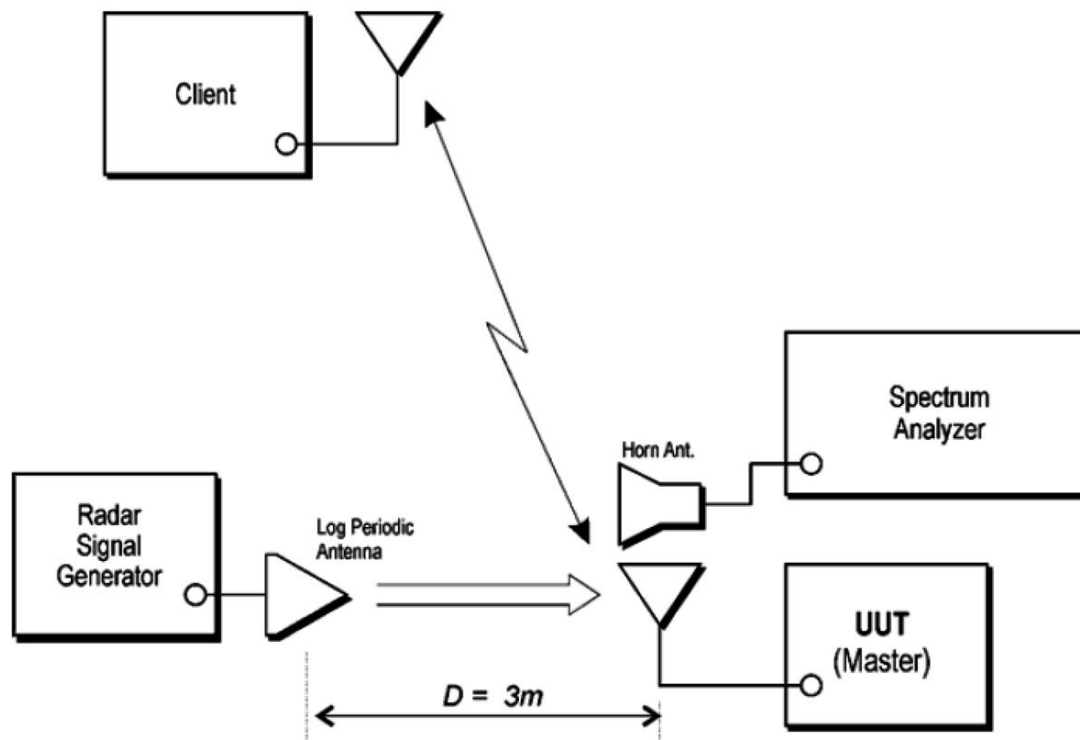 Client
Spectrum
Analyzer
Horn Ant.
Radar
Signal
Generator
Log Periodic
Antenna
UUT
(Master)
D = 3m